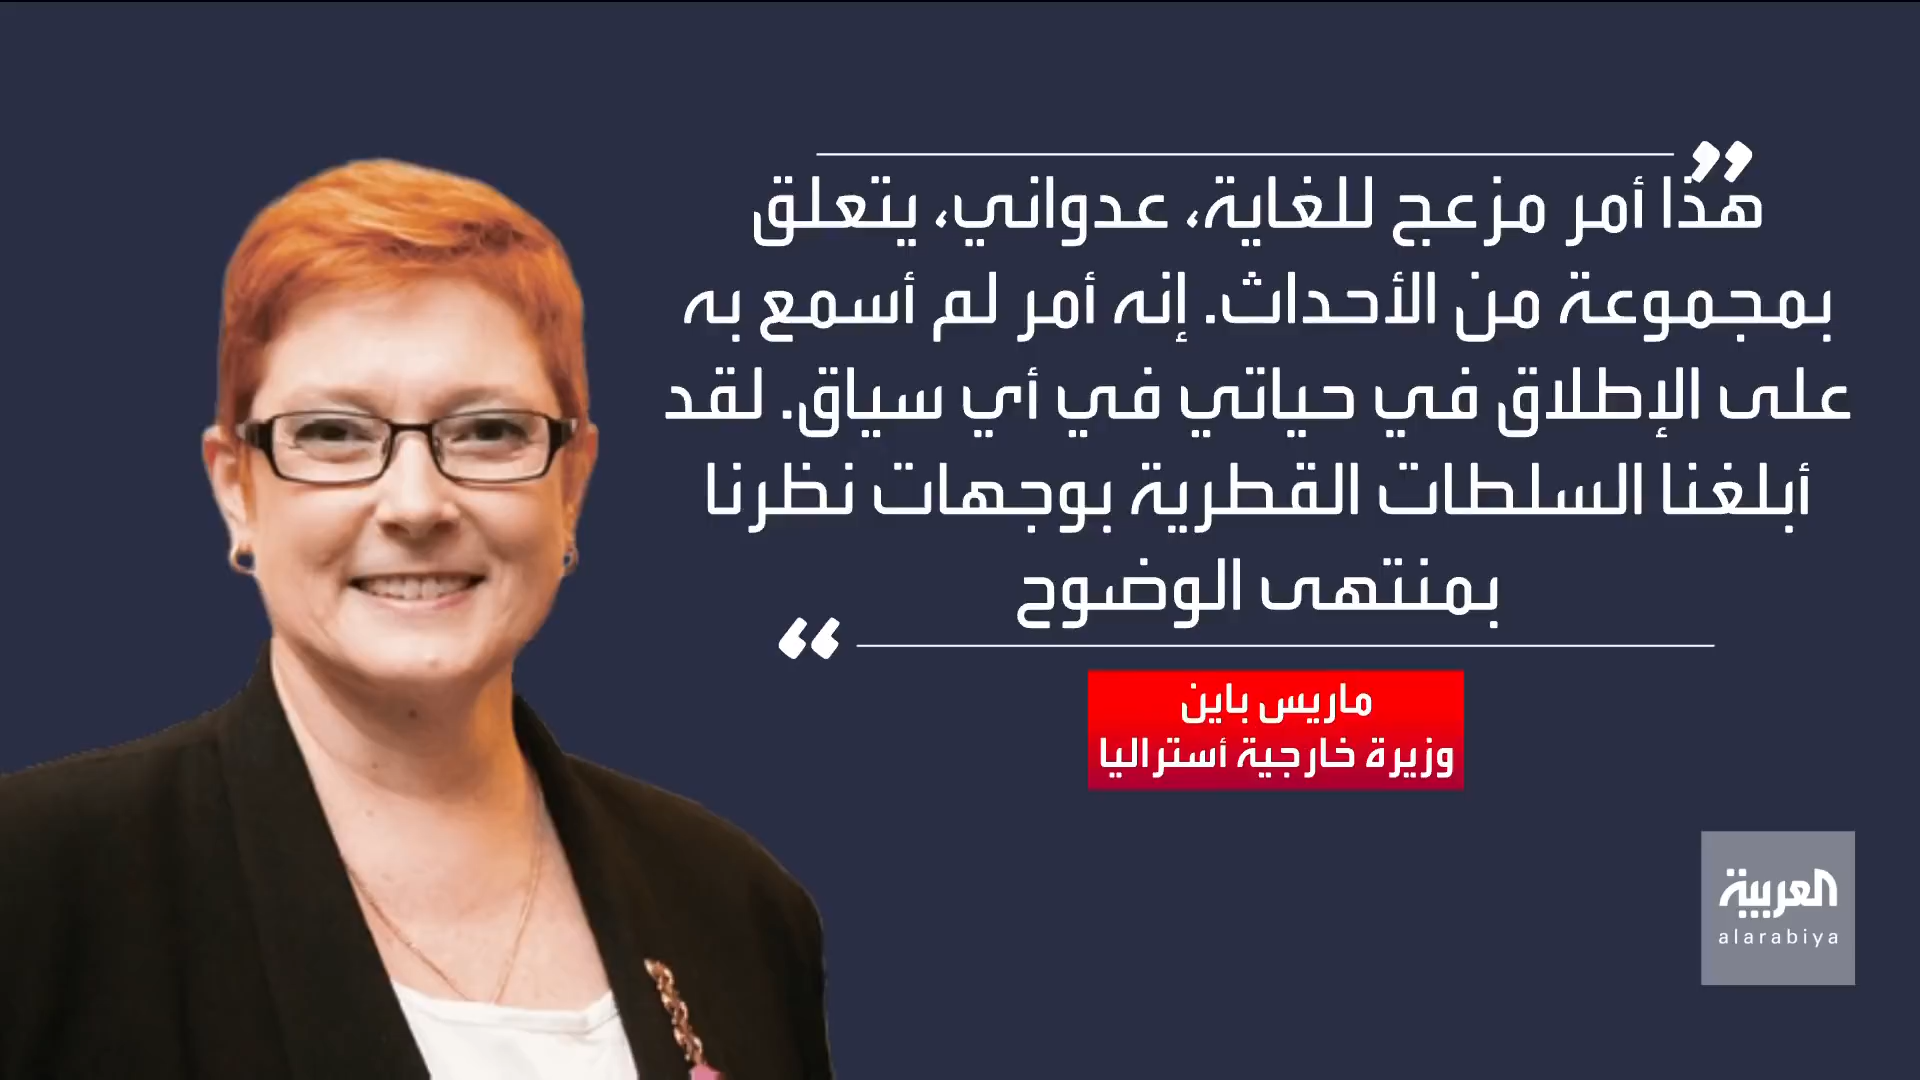 ”
هذا أمر مزعج للغاية، عدواني، يتعلق
بمجموعة من الأحداث. إنه أمر لم أسمع به
على الإطلاق في حياتي في أي سياق. لقد
أبلغنا السلطات القطرية بوجهات نظرنا
بمنتهى الوضوح
“
ماريس باين
وزيرة خارجية أستراليا
العربية
alarabiya